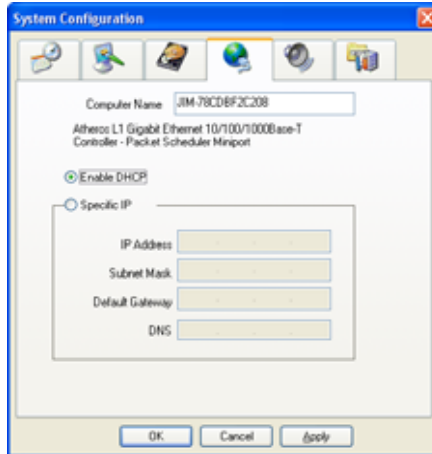 System Configuration
Computer Name JIM-78CDBF2C208
Atheros L1 Gigabit Ethernet 10/100/1000Base-T
Controller - Packet Scheduler Miniport
Enable DHCP
Specific IP
IP Address
Subnet Mask
Default Gateway
DNS
OK Cancel Apply